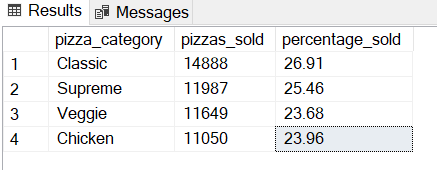 Results Messages
pizza_category pizzas_sold percentage_sold
1 Classic 14888 26.91
2 Supreme 11987 25.46
3 Veggie 11649 23.68
4 Chicken 11050 23.96